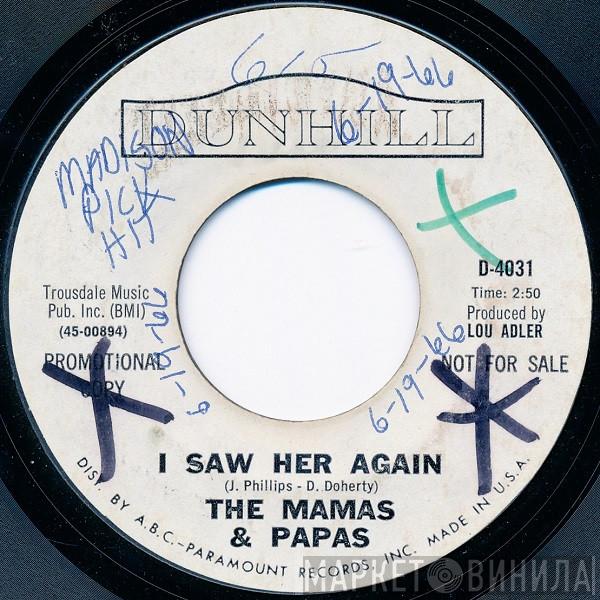 DUNHILL
6-19-66
MADISON
PICK
HIT
D-4031
Trousdale Music
Pub. Inc. (BMI)
(45-00894)
Time: 2:50
Produced by
LOU ADLER
PROMOTIONAL
COPY
NOT FOR SALE
6-19-66
6-19-66
I SAW HER AGAIN
(J. Phillips - D. Doherty)
THE MAMAS
& PAPAS
DIST. BY A.B.C.-PARAMOUNT RECORDS, INC. MADE IN U.S.A.
МАРКЕТ ВИНИЛА